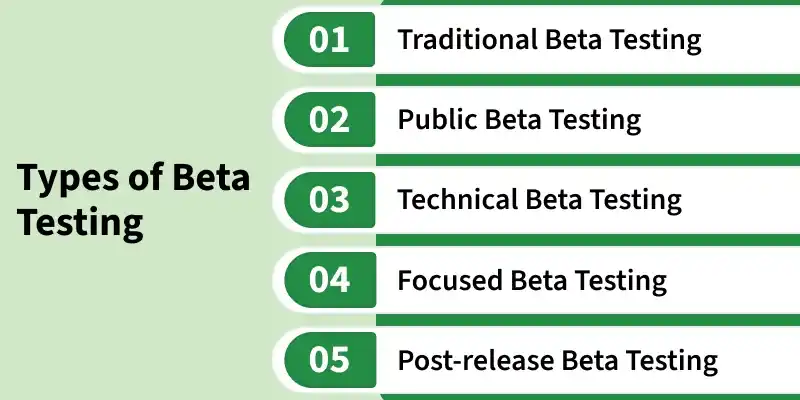 Types of Beta
Testing
01 Traditional Beta Testing
02 Public Beta Testing
03 Technical Beta Testing
04 Focused Beta Testing
05 Post-release Beta Testing